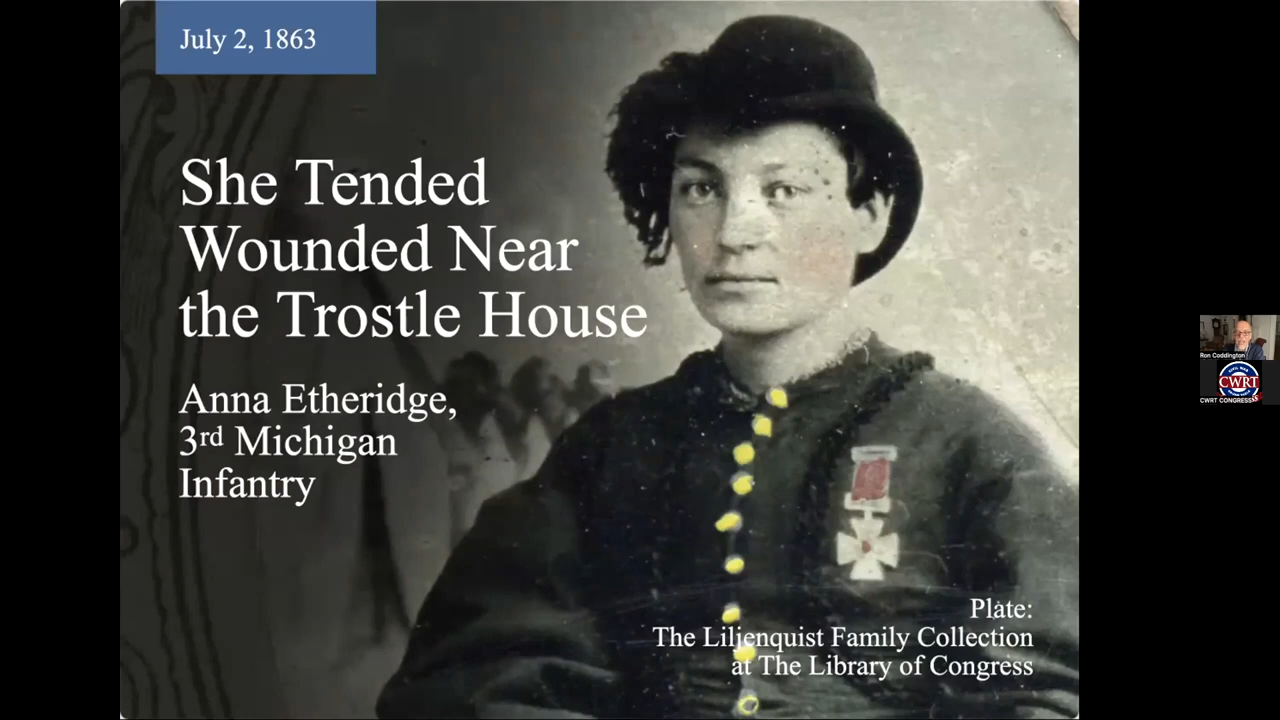 July 2, 1863
She Tended
Wounded Near
the Trostle House
Anna Etheridge,
3rd Michigan
Infantry
Plate:
The Liljenquist Family Collection
at The Library of Congress
Ron Coddington
CWRT
CWRT CONGRESS